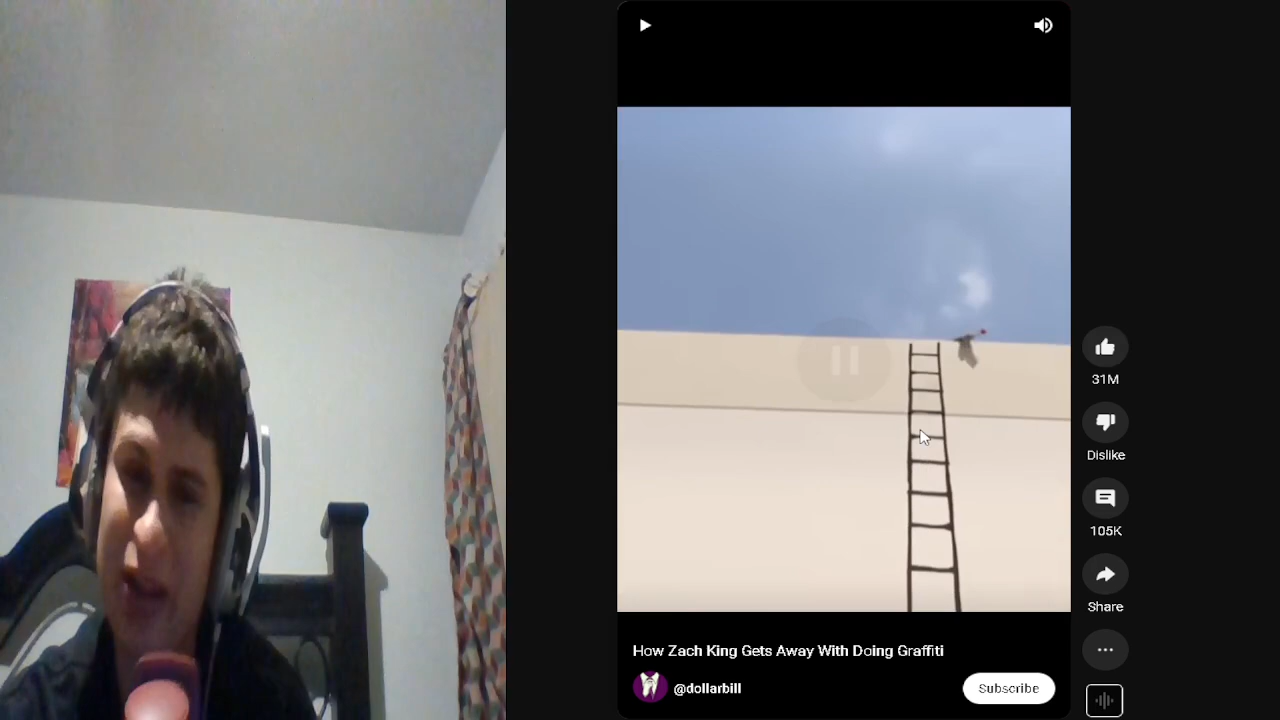 31M
Dislike
105K
Share
How Zach King Gets Away With Doing Graffiti
@dollarbill
Subscribe